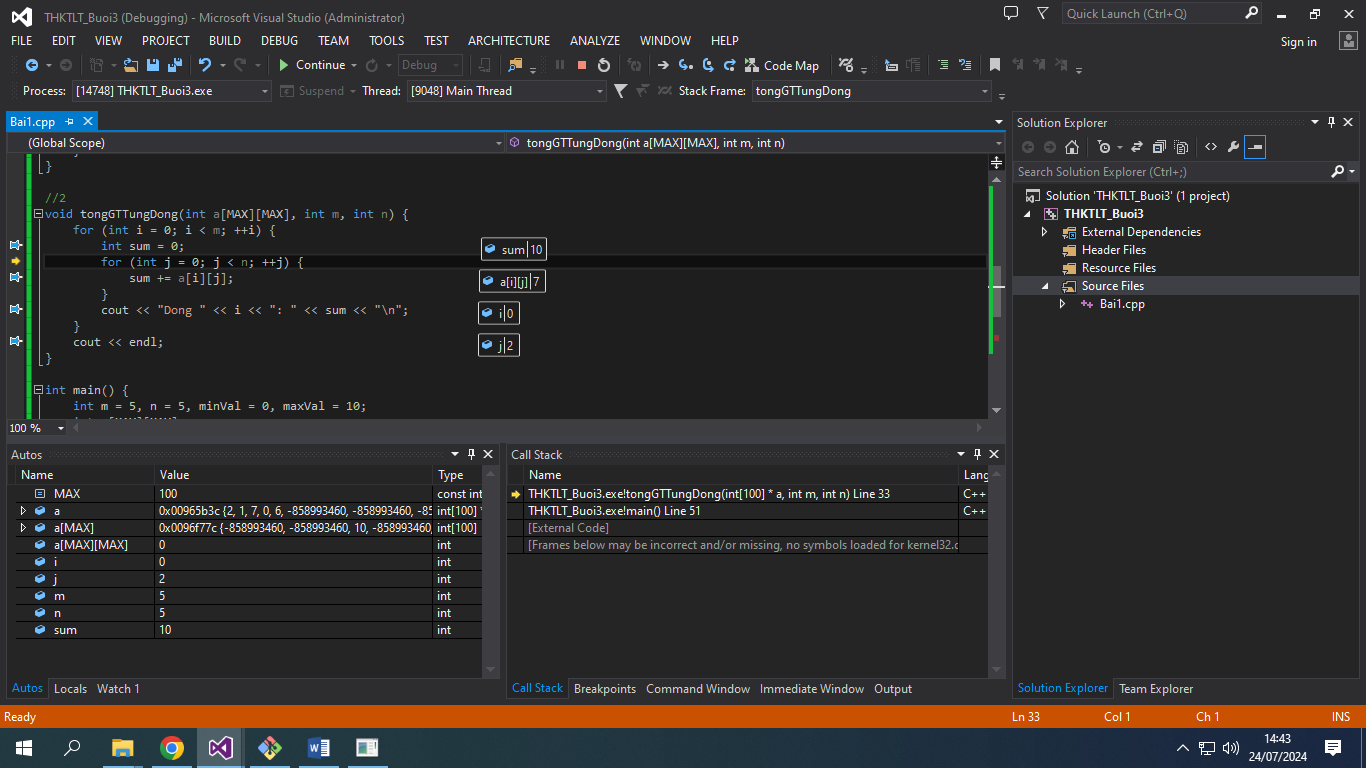 THKTLT_Buoi3 (Debugging) - Microsoft Visual Studio (Administrator)
Quick Launch (Ctrl+Q)
FILE EDIT VIEW PROJECT BUILD DEBUG TEAM TOOLS TEST ARCHITECTURE ANALYZE WINDOW HELP
Sign in
Continue Debug Code Map
Process: [14748] THKTLT_Buoi3.exe Suspend Thread: [9048] Main Thread Stack Frame: tongGTTungDong
Bai1.cpp
(Global Scope) tongGTTungDong(int a[MAX][MAX], int m, int n)
}
//2
void tongGTTungDong(int a[MAX][MAX], int m, int n) {
for (int i = 0; i < m; ++i) {
int sum = 0;
sum 10
for (int j = 0; j < n; ++j) {
sum += a[i][j];
a[i][j] 7
}
cout << "Dong " << i << ": " << sum << "\n";
i 0
}
cout << endl;
j 2
}
int main() {
int m = 5, n = 5, minVal = 0, maxVal = 10;
100 %
Solution Explorer
Search Solution Explorer (Ctrl+;)
Solution 'THKTLT_Buoi3' (1 project)
THKTLT_Buoi3
External Dependencies
Header Files
Resource Files
Source Files
Bai1.cpp
Autos
Name Value Type
MAX 100 const int
a 0x00965b3c {2, 1, 7, 0, 6, -858993460, -858993460, -85 int[100] *
a[MAX] 0x0096f77c {-858993460, -858993460, 10, -858993460, int[100]
a[MAX][MAX] 0 int
i 0 int
j 2 int
m 5 int
n 5 int
sum 10 int
Autos Locals Watch 1
Call Stack
Name Lang
THKTLT_Buoi3.exe!tongGTTungDong(int[100] * a, int m, int n) Line 33 C++
THKTLT_Buoi3.exe!main() Line 51 C++
[External Code]
[Frames below may be incorrect and/or missing, no symbols loaded for kernel32.d
Call Stack Breakpoints Command Window Immediate Window Output
Solution Explorer Team Explorer
Ready Ln 33 Col 1 Ch 1 INS
14:43
24/07/2024